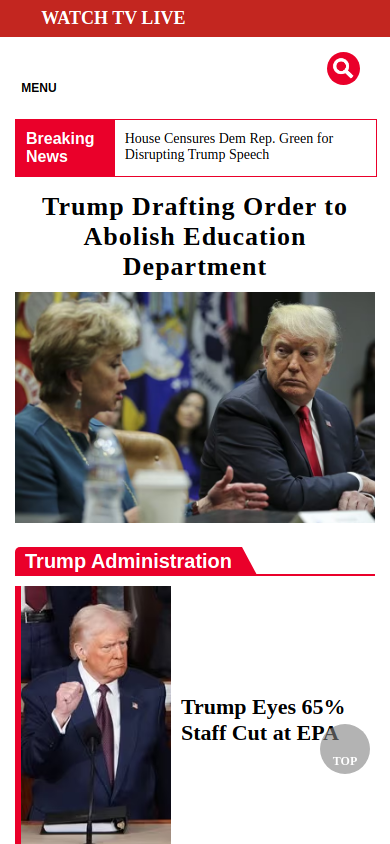 WATCH TV LIVE
MENU
Breaking
News
House Censures Dem Rep. Green for
Disrupting Trump Speech
Trump Drafting Order to
Abolish Education
Department
Trump Administration
Trump Eyes 65%
Staff Cut at EPA
TOP